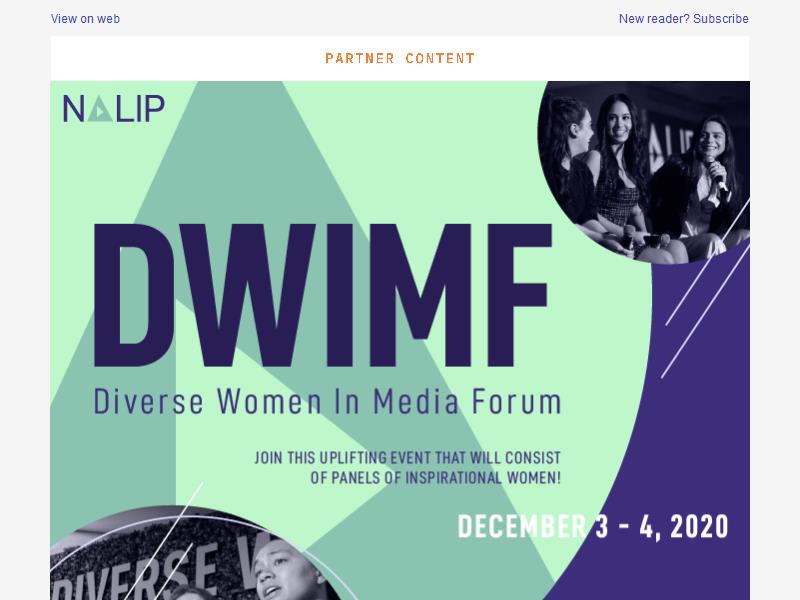 View on web
New reader? Subscribe
PARTNER CONTENT
NALIP
NALIP
DWIMF
Diverse Women In Media Forum
JOIN THIS UPLIFTING EVENT THAT WILL CONSIST
OF PANELS OF INSPIRATIONAL WOMEN!
DECEMBER 3 - 4, 2020
DIVERSE W